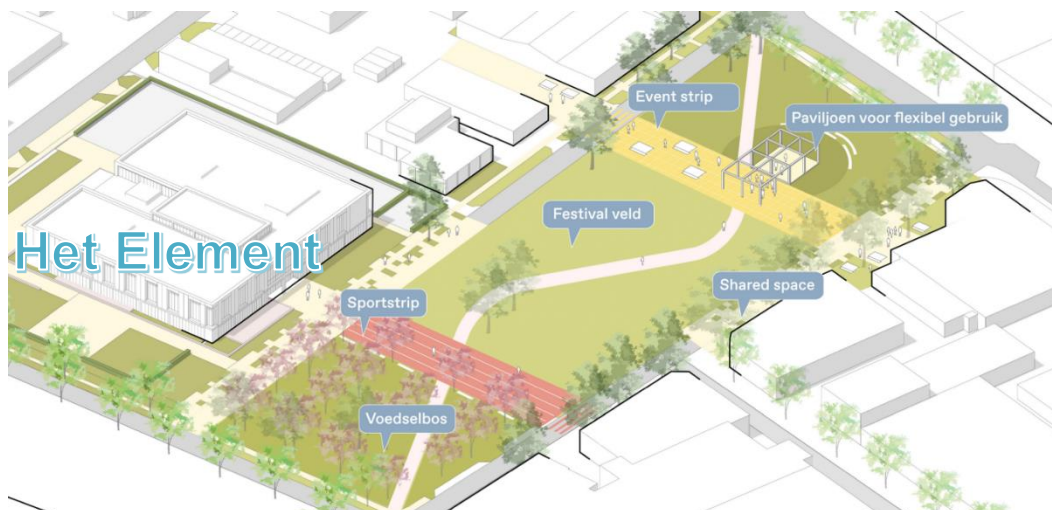 Event strip
Paviljoen voor flexibel gebruik
Festival veld
Het Element
Shared space
Sportstrip
Voedselbos